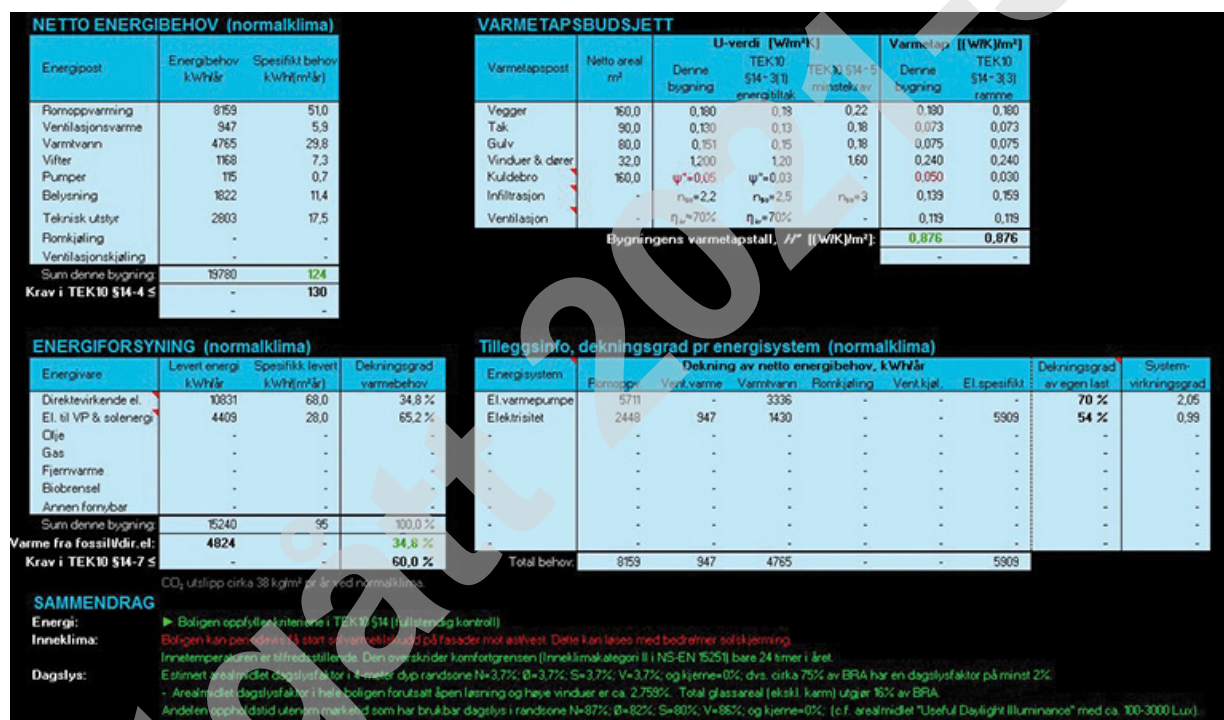 NETTO ENERGIBEHOV (normalklima)
Energipost Energibehov kWh/år Spesifikt behov kWh/(m²år)
Romoppvarming 8159 51,0
Ventilasjonsvarme 947 5,9
Varmtvann 4765 29,8
Vifter 1168 7,3
Pumper 115 0,7
Belysning 1822 11,4
Teknisk utstyr 2803 17,5
Romkjøling - -
Ventilasjonskjøling - -
Sum denne bygning: 19780 124
Krav i TEK10 §14-4 ≤ - 130
- -
VARMETAPSBUDSJETT
U-verdi [W/m²K] Varmetap [(W/K)/m²]
Varmetapspost Netto areal m² Denne bygning TEK10 §14-3(1) energitiltak TEK10 §14-5 minstekrav Denne bygning TEK10 §14-3(3) ramme
Vegger 160,0 0,180 0,18 0,22 0,180 0,180
Tak 90,0 0,130 0,13 0,18 0,073 0,073
Gulv 80,0 0,151 0,15 0,18 0,075 0,075
Vinduer & dører 32,0 1,200 1,20 1,60 0,240 0,240
Kuldebro 160,0 ψ"=0,05 ψ"=0,03 - 0,050 0,030
Infiltrasjon - n₅₀=2,2 n₅₀=2,5 n₅₀=3 0,139 0,159
Ventilasjon - =70% =70% - 0,119 0,119
Bygningens varmetapstall, H" [(W/K)/m²]: 0,876 0,876
ENERGIFORSYNING (normalklima)
Energivare Levert energi kWh/år Spesifikk levert kWh/(m²år) Dekningsgrad varmebehov
Direktevirkende el. 10831 68,0 34,8 %
El. til VP & solenergi 4409 28,0 65,2 %
Olje - - -
Gas - - -
Fjernvarme - - -
Biobrensel - - -
Annen fornybar - - -
Sum denne bygning: 15240 95 100,0 %
Varme fra fossil/dir.el: 4824 - 34,8 %
Krav i TEK10 §14-7 ≤ - - 60,0 %
CO₂ utslipp cirka 38 kg/m² pr år ved normalklima.
Tilleggsinfo, dekningsgrad pr energisystem (normalklima)
Energisystem Dekning av netto energibehov, kWh/år Dekningsgrad av egen last System-virkningsgrad
Romoppv. Vent.varme Varmtvann Romkjøling Vent.kjøl. El.spesifikt
El.varmepumpe 5711 - 3336 - - - 70 % 2,05
Elektrisitet 2448 947 1430 - - 5909 54 % 0,99
- - - - - - - - -
- - - - - - - - -
- - - - - - - - -
- - - - - - - - -
- - - - - - - - -
- - - - - - - - -
- - - - - - - - -
Total behov: 8159 947 4765 - - 5909
SAMMENDRAG
Energi: ► Boligen oppfyller kriteriene i TEK10 §14 (fullstendig kontroll)
Inneklima: Boligen kan periodevis få stort solvarmetilskudd på fasader mot øst/vest. Dette kan løses med bedre/mer solskjerming.
Innetemperaturen er tilfredsstillende. Den overskrider komfortgrensen (Inneklimakategori II i NS-EN 15251) bare 24 timer i året.
Dagslys: Estimert arealmidlet dagslysfaktor i 4-meter dyp randsone N=3,7%; Ø=3,7%; S=3,7%; V=3,7%; og kjerne=0%; dvs. cirka 75% av BRA har en dagslysfaktor på minst 2%.
- Arealmidlet dagslysfaktor i hele boligen forutsatt åpen løsning og høye vinduer er ca. 2,759%. Total glassareal (ekskl. karm) utgjør 16% av BRA.
Andelen oppholdstid utenom mørketid som har brukbar dagslys i randsone N=87%; Ø=82%; S=80%; V=86%; og kjerne=0%; (c.f. arealmidlet "Useful Daylight Illuminance" med ca. 100-3000 Lux)